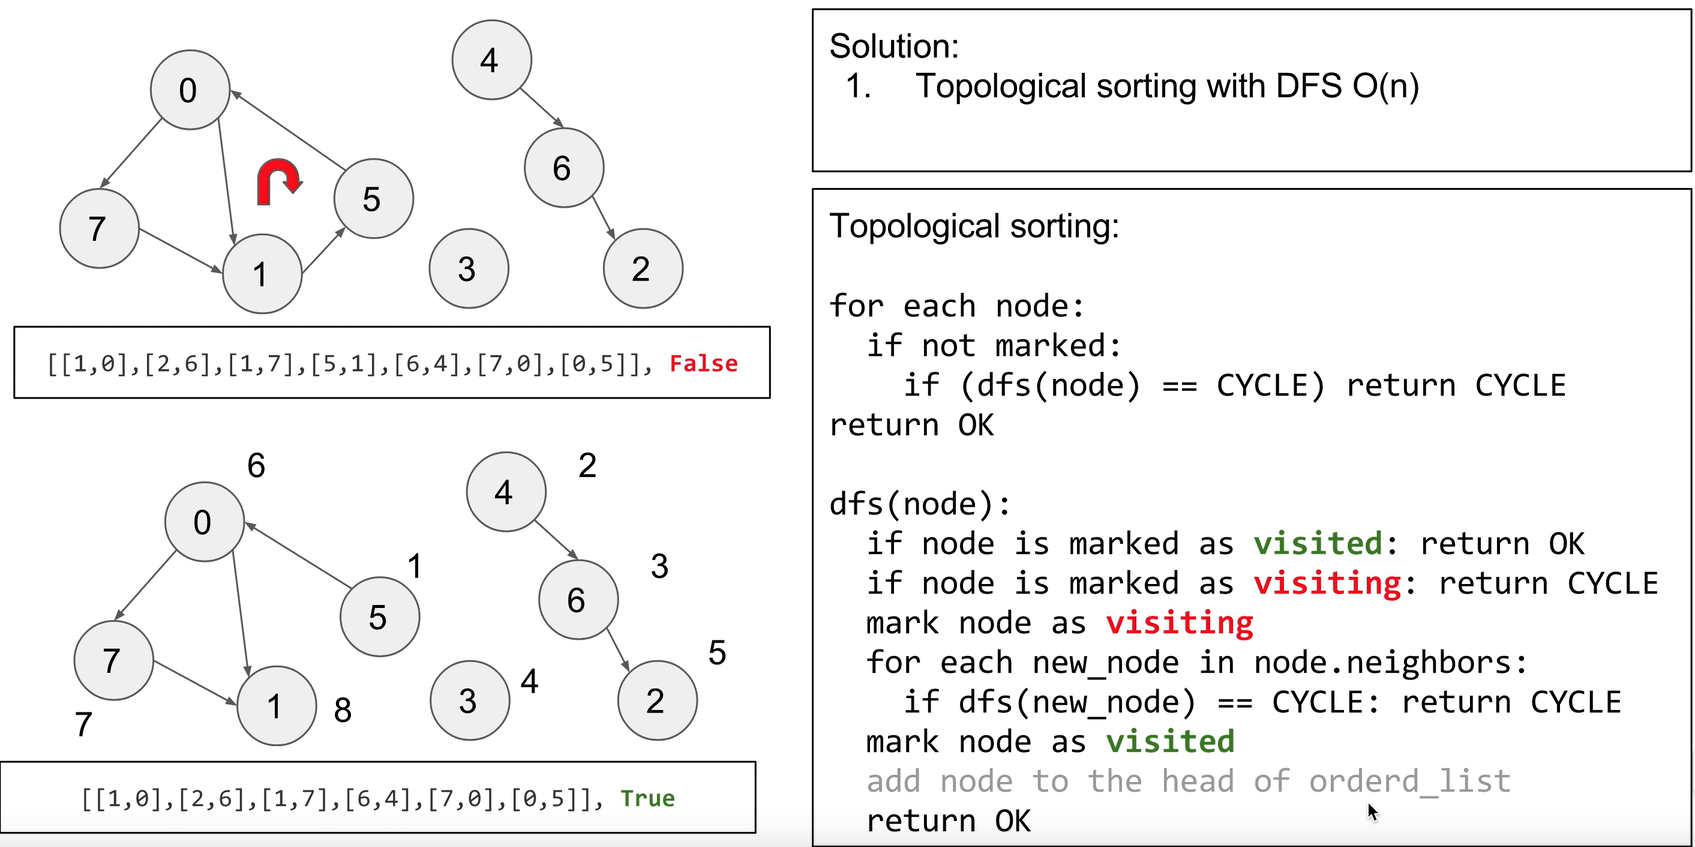 0
7
1
5
4
6
2
3
[[1,0],[2,6],[1,7],[5,1],[6,4],[7,0],[0,5]], False
6
0
5
1
7
7
1
8
4
2
6
3
3
4
2
5
[[1,0],[2,6],[1,7],[6,4],[7,0],[0,5]], True
Solution:
1. Topological sorting with DFS O(n)
Topological sorting:
for each node:
if not marked:
if (dfs(node) == CYCLE) return CYCLE
return OK
dfs(node):
if node is marked as visited: return OK
if node is marked as visiting: return CYCLE
mark node as visiting
for each new_node in node.neighbors:
if dfs(new_node) == CYCLE: return CYCLE
mark node as visited
add node to the head of orderd_list
return OK